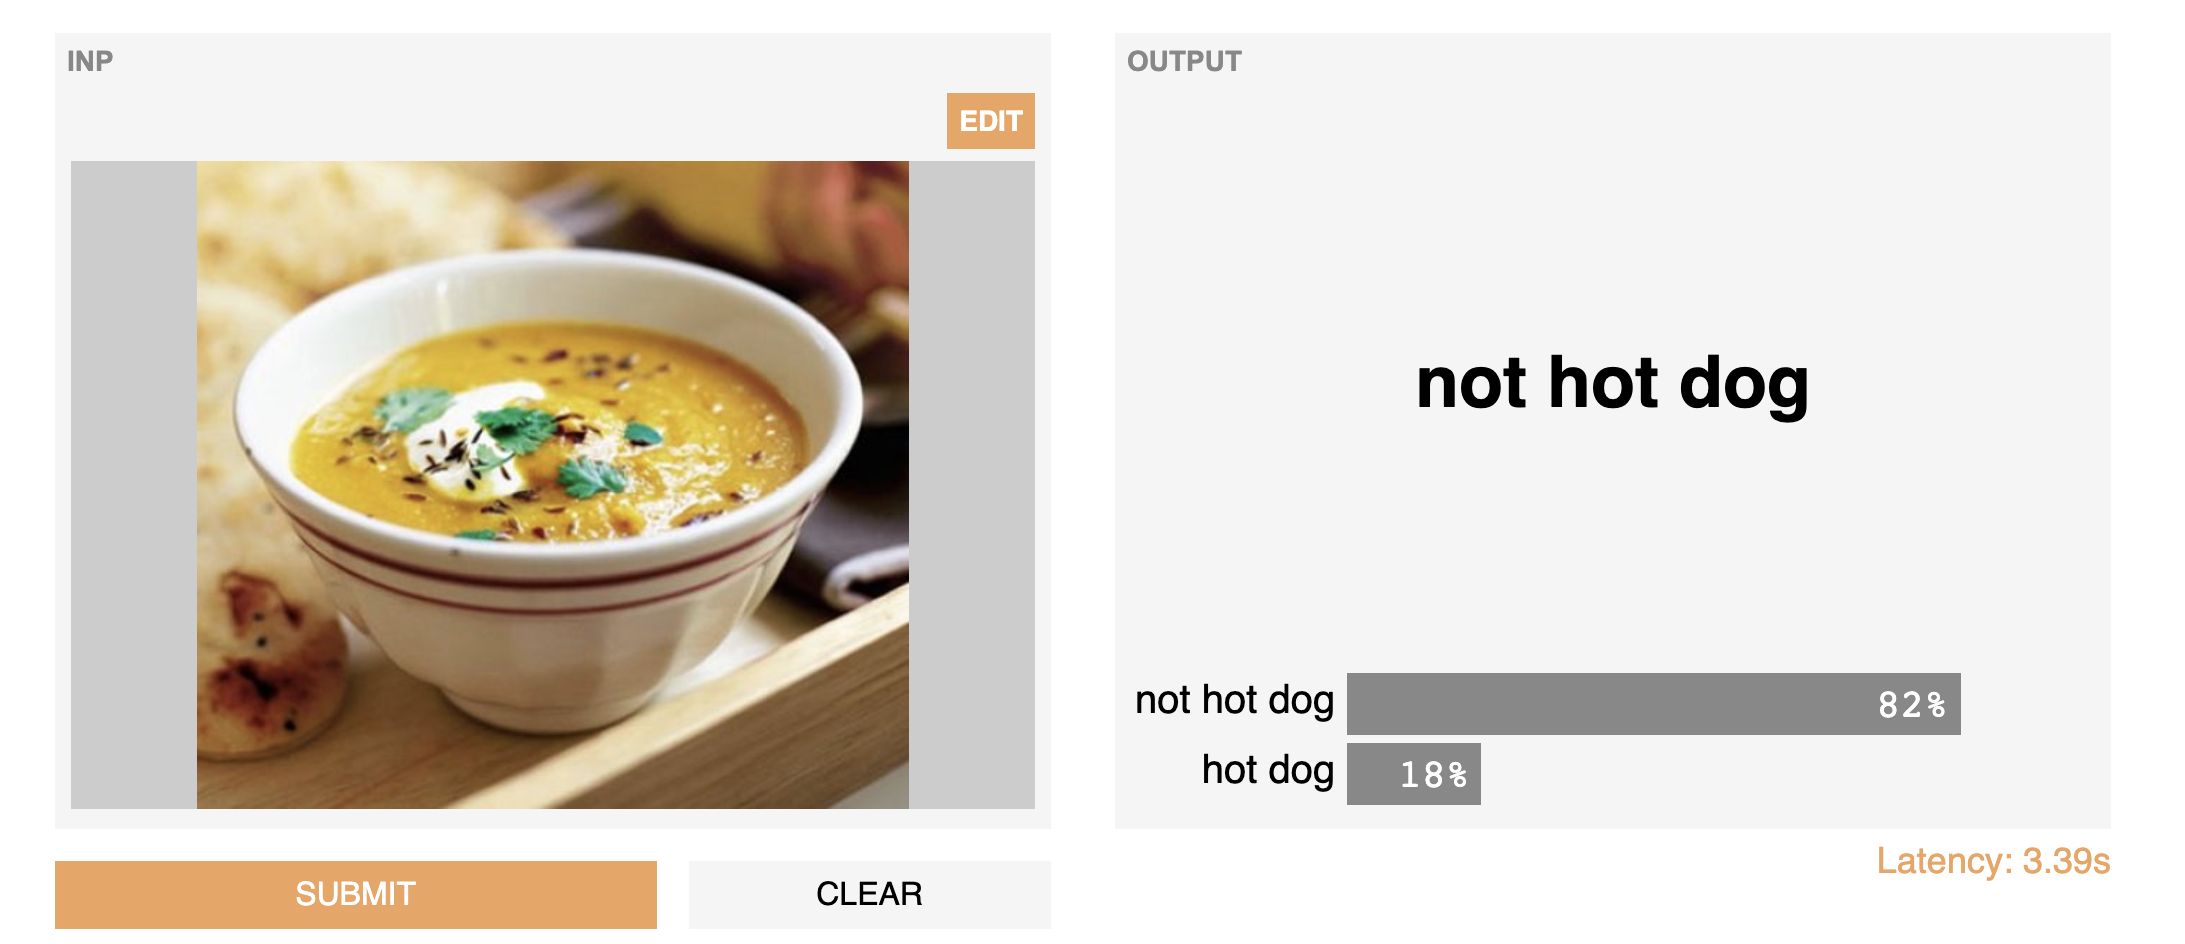 INP
EDIT
SUBMIT
CLEAR
OUTPUT
not hot dog
not hot dog 82%
hot dog 18%
Latency: 3.39s